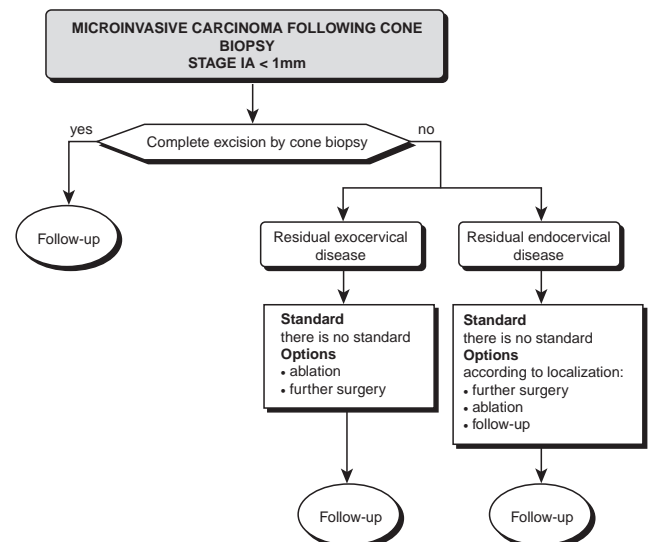 MICROINVASIVE CARCINOMA FOLLOWING CONE
BIOPSY
STAGE IA < 1mm
yes
Complete excision by cone biopsy
no
Follow-up
Residual exocervical
disease
Residual endocervical
disease
Standard
there is no standard
Options
• ablation
• further surgery
Standard
there is no standard
Options
according to localization:
• further surgery
• ablation
• follow-up
Follow-up
Follow-up